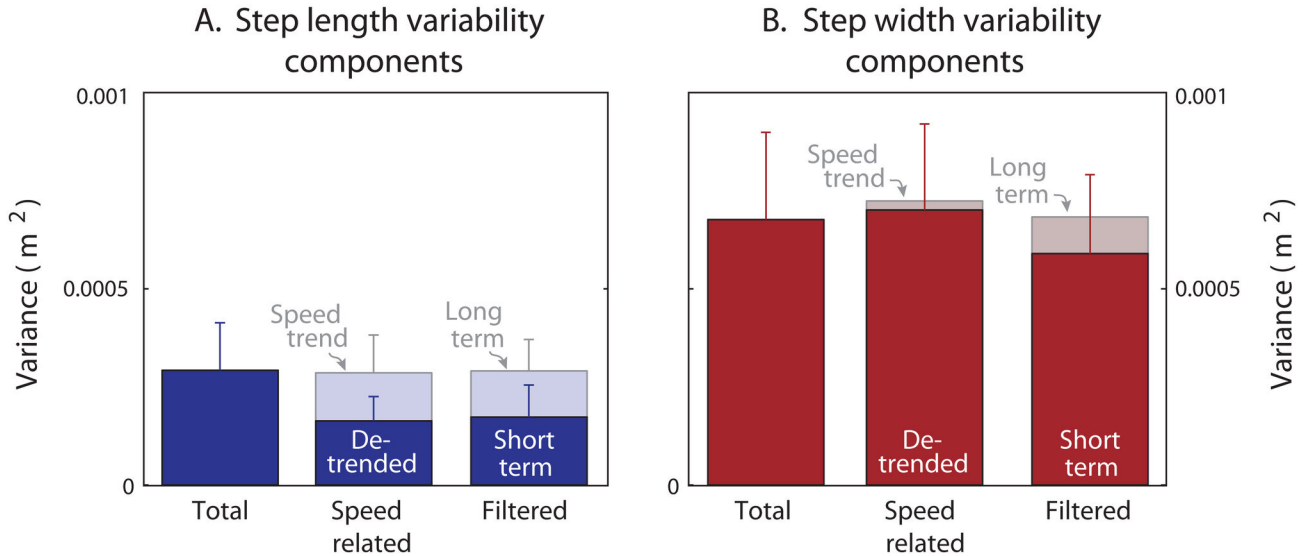 A. Step length variability
components
B. Step width variability
components
Variance ( m 2 )
0.001
0.0005
0
Speed
trend
Long
term
De-
trended
Short
term
Total
Speed
related
Filtered
Speed
trend
Long
term
De-
trended
Short
term
0
Total
Speed
related
Filtered
0.001
0.0005
Variance ( m 2 )